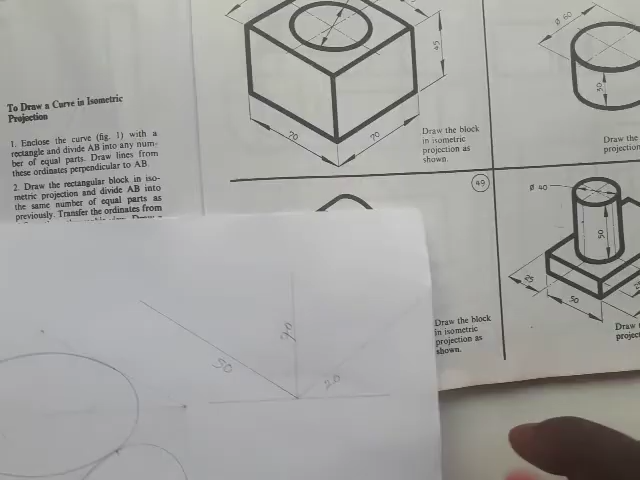 To Draw a Curve in Isometric
Projection
1. Enclose the curve (fig. 1) with a
rectangle and divide AB into any num-
ber of equal parts. Draw lines from
these ordinates perpendicular to AB.
2. Draw the rectangular block in iso-
metric projection and divide AB into
the same number of equal parts as
previously. Transfer the ordinates from
45
70
70
Draw the block
in isometric
projection as
shown.
Ø 60
50
Draw the
projection
49
Draw the block
in isometric
projection as
shown.
Ø 40
50
25
50
Draw
projec
50
20